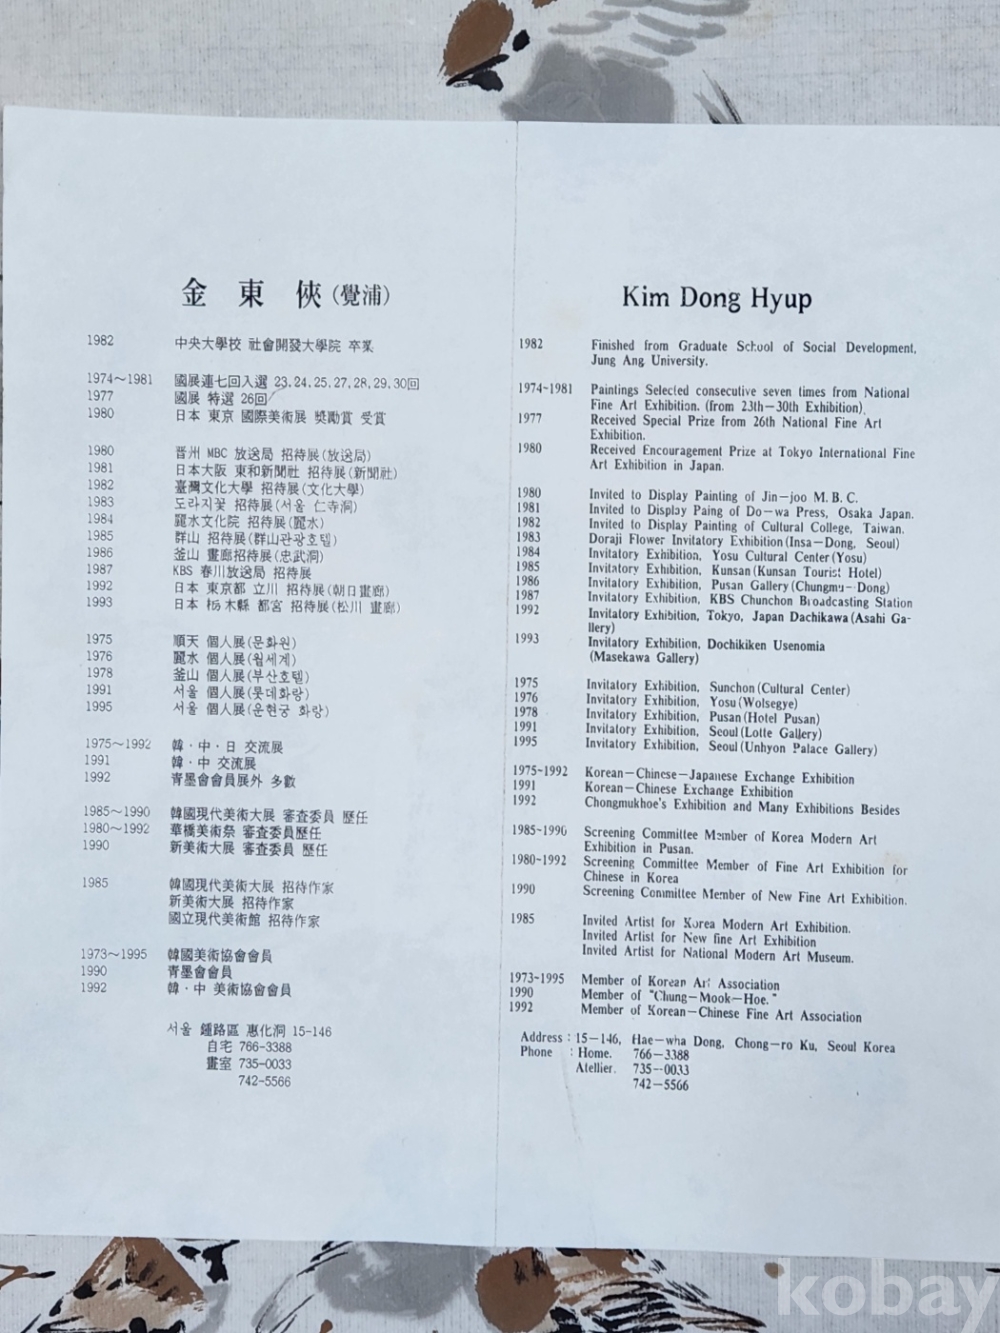 金 東 俠 (覺浦)
1982 中央大學校 社會開發大學院 卒業
1974～1981 國展連七回入選 23,24,25,27,28,29,30回
1977 國展 特選 26回
1980 日本 東京 國際美術展 獎勵賞 受賞
1980 晋州 MBC 放送局 招待展(放送局)
1981 日本大阪 東和新聞社 招待展(新聞社)
1982 臺灣文化大學 招待展(文化大學)
1983 도라지꽃 招待展(서울 仁寺洞)
1984 麗水文化院 招待展(麗水)
1985 群山 招待展(群山관광호텔)
1986 釜山 畫廊招待展(忠武洞)
1987 KBS 春川放送局 招待展
1992 日本 東京都 立川 招待展(朝日畫廊)
1993 日本 栃木縣 都宮 招待展(松川 畫廊)
1975 順天 個人展(문화원)
1976 麗水 個人展(월세계)
1978 釜山 個人展(부산호텔)
1991 서울 個人展(롯데화랑)
1995 서울 個人展(운현궁 화랑)
1975～1992 韓·中·日 交流展
1991 韓·中 交流展
1992 青墨會會員展外 多數
1985～1990 韓國現代美術大展 審査委員 歷任
1980～1992 華橋美術祭 審査委員歷任
1990 新美術大展 審査委員 歷任
1985 韓國現代美術大展 招待作家
新美術大展 招待作家
國立現代美術館 招待作家
1973～1995 韓國美術協會會員
1990 青墨會會員
1992 韓·中 美術協會會員
서울 鍾路區 惠化洞 15-146
自宅 766-3388
畫室 735-0033
742-5566
Kim Dong Hyup
1982 Finished from Graduate School of Social Development,
Jung Ang University.
1974~1981 Paintings Selected consecutive seven times from National
Fine Art Exhibition. (from 23th－30th Exhibition).
1977 Received Special Prize from 26th National Fine Art
Exhibition.
1980 Received Encouragement Prize at Tokyo International Fine
Art Exhibition in Japan.
1980 Invited to Display Painting of Jin－joo M. B. C.
1981 Invited to Display Paing of Do－wa Press, Osaka Japan.
1982 Invited to Display Painting of Cultural College, Taiwan.
1983 Doraji Flower Invitatory Exhibition (Insa－Dong, Seoul)
1984 Invitatory Exhibition, Yosu Cultural Center (Yosu)
1985 Invitatory Exhibition, Kunsan (Kunsan Tourist Hotel)
1986 Invitatory Exhibition, Pusan Gallery (Chungmu－Dong)
1987 Invitatory Exhibition, KBS Chunchon Broadcasting Station
1992 Invitatory Exhibition, Tokyo, Japan Dachikawa (Asahi Ga-
llery)
1993 Invitatory Exhibition, Dochikiken Usenomia
(Masekawa Gallery)
1975 Invitatory Exhibition, Sunchon (Cultural Center)
1976 Invitatory Exhibition, Yosu (Wolsegye)
1978 Invitatory Exhibition, Pusan (Hotel Pusan)
1991 Invitatory Exhibition, Seoul (Lotte Gallery)
1995 Invitatory Exhibition, Seoul (Unhyon Palace Gallery)
1975~1992 Korean－Chinese－Japanese Exchange Exhibition
1991 Korean－Chinese Exchange Exhibition
1992 Chongmukhoe's Exhibition and Many Exhibitions Besides
1985~1990 Screening Committee Member of Korea Modern Art
Exhibition in Pusan.
1980~1992 Screening Committee Member of Fine Art Exhibition for
Chinese in Korea
1990 Screening Committee Member of New Fine Art Exhibition.
1985 Invited Artist for Korea Modern Art Exhibition.
Invited Artist for New fine Art Exhibition
Invited Artist for National Modern Art Museum.
1973~1995 Member of Korean Art Association
1990 Member of "Chung－Mook－Hoe."
1992 Member of Korean－Chinese Fine Art Association
Address : 15－146, Hae－wha Dong, Chong－ro Ku, Seoul Korea
Phone : Home. 766－3388
Atellier. 735－0033
742－5566
kobay